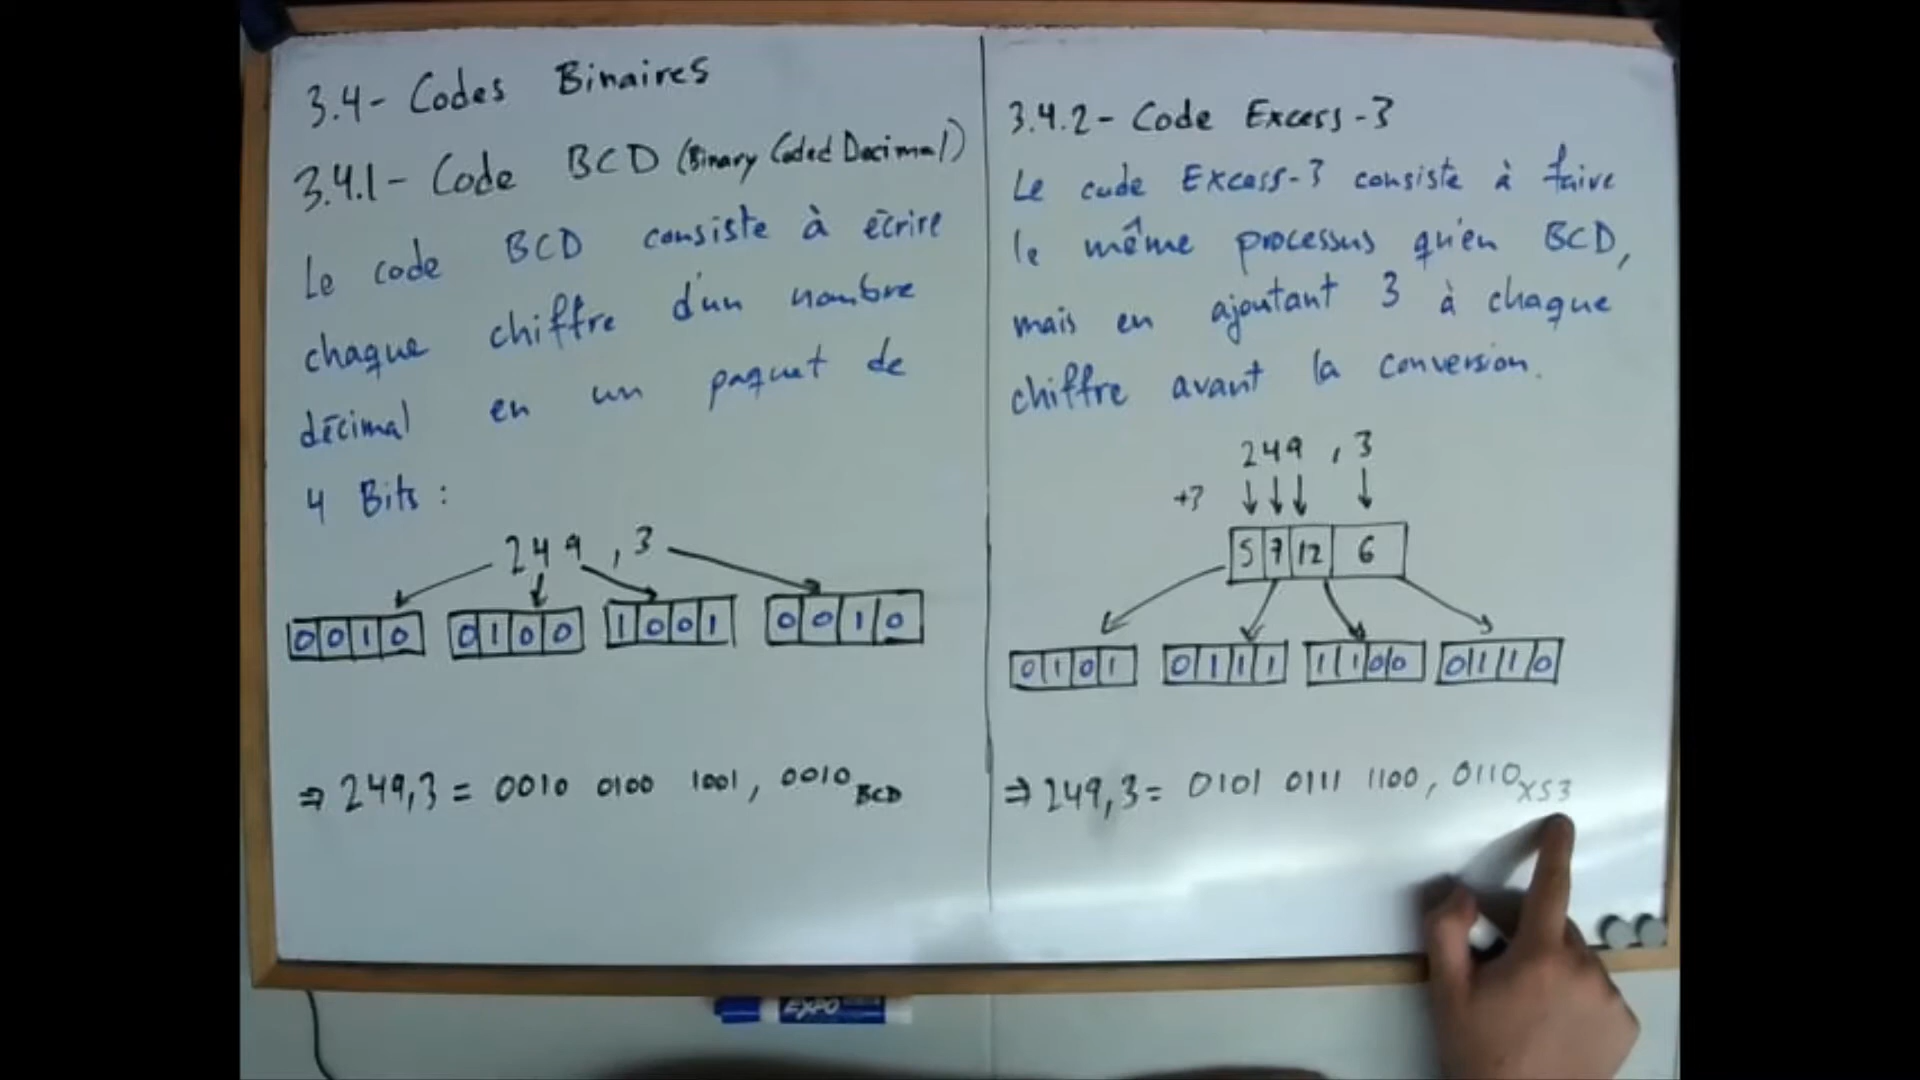 3.4- Codes Binaires
3.4.1- Code BCD (Binary Coded Decimal)
Le code BCD consiste à écrire
chaque chiffre d'un nombre
décimal en un paquet de
4 Bits :
249 ,3
0010 0100 1001 0010
⇒ 249,3 = 0010 0100 1001, 0010 BCD
3.4.2- Code Excess-3
Le code Excess-3 consiste à faire
le même processus qu'en BCD,
mais en ajoutant 3 à chaque
chiffre avant la conversion.
249 , 3
+3
5 7 12 6
0101 0111 1100 0110
⇒ 249,3 = 0101 0111 1100, 0110 XS3
EXPO